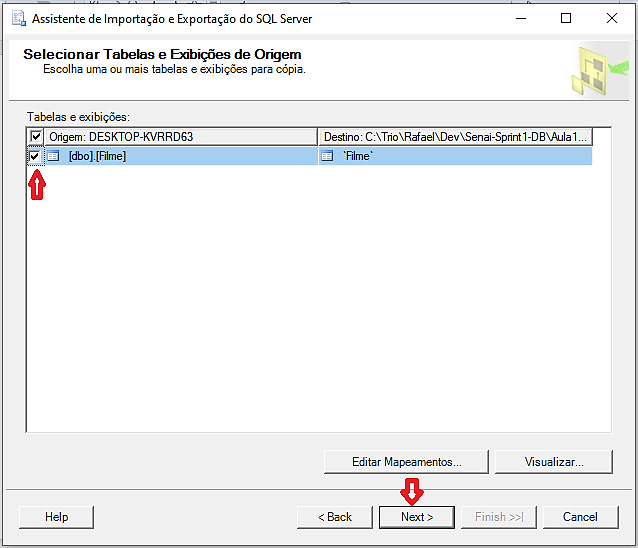 Assistente de Importação e Exportação do SQL Server
Selecionar Tabelas e Exibições de Origem
Escolha uma ou mais tabelas e exibições para cópia.
Tabelas e exibições:
Origem: DESKTOP-KVRRD63 Destino: C:\Trio\Rafael\Dev\Senai-Sprint1-DB\Aula1...
[dbo].[Filme] `Filme`
Editar Mapeamentos... Visualizar...
Help < Back Next > Finish >>| Cancel